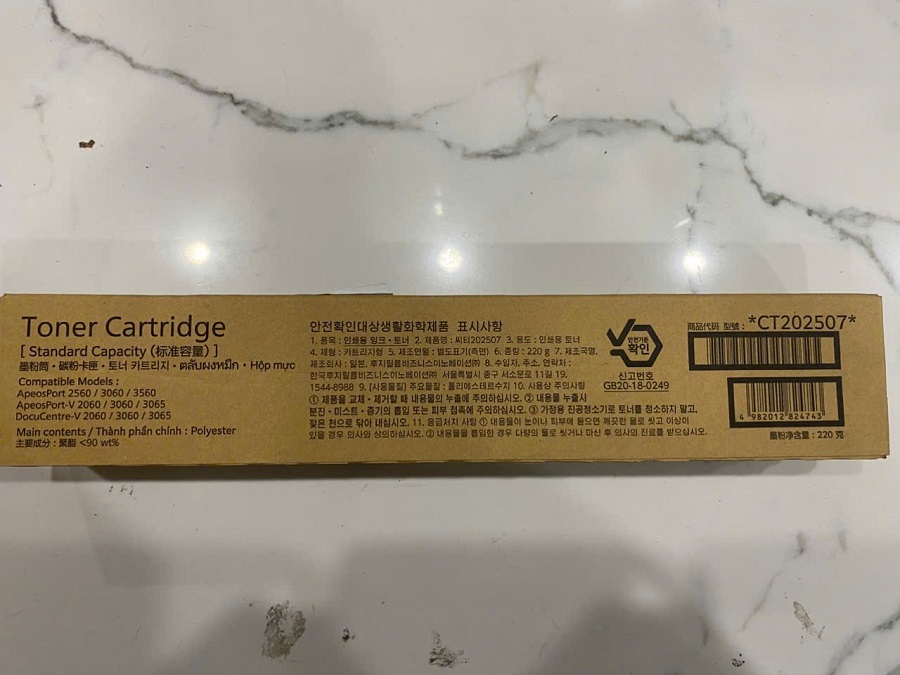 Toner Cartridge
[ Standard Capacity (标准容量) ]
墨粉筒・碳粉卡匣・토너 카트리지・ตลับผงหมึก・Hộp mực
Compatible Models :
ApeosPort 2560 / 3060 / 3560
ApeosPort-V 2060 / 3060 / 3065
DocuCentre-V 2060 / 3060 / 3065
Main contents / Thành phần chính : Polyester
主要成分 : 聚酯 <90 wt%
안전확인대상생활화학제품 표시사항
1. 품목 : 인쇄용 잉크・토너 2. 제품명 : 씨티202507 3. 용도 : 인쇄용 토너
4. 제형 : 카트리지형 5. 제조연월 : 별도표기(측면) 6. 중량 : 220 g 7. 제조국명,
제조회사 : 일본, 후지필름비즈니스이노베이션㈜ 8. 수입자, 주소, 연락처 :
한국후지필름비즈니스이노베이션㈜ 서울특별시 중구 서소문로 11길 19,
1544-8988 9. [사용물질] 주요물질 : 폴리에스테르수지 10. 사용상 주의사항
① 제품을 교체・제거할 때 내용물의 누출에 주의하십시오. ② 내용물 누출시
분진・미스트・증기의 흡입 또는 피부 접촉에 주의하십시오. ③ 가정용 진공청소기로 토너를 청소하지 말고,
젖은 천으로 닦아 내십시오. 11. 응급처치 사항 ① 내용물이 눈이나 피부에 묻으면 깨끗한 물로 씻고 이상이
있을 경우 의사와 상의하십시오. ② 내용물을 흡입한 경우 다량의 물로 헹구거나 마신 후 의사의 진료를 받으십시오.
안전기준
확인
신고번호
GB20-18-0249
商品代码 型號 : *CT202507*
4 982012 824743
墨粉净含量 : 220 克